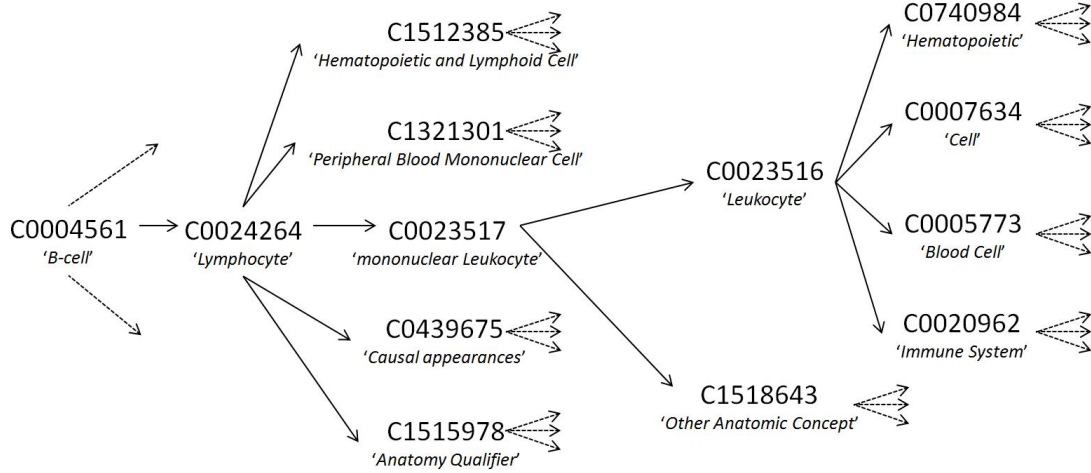 C0004561
‘B-cell’
C0024264
‘Lymphocyte’
C1512385
‘Hematopoietic and Lymphoid Cell’
C1321301
‘Peripheral Blood Mononuclear Cell’
C0023517
‘mononuclear Leukocyte’
C0439675
‘Causal appearances’
C1515978
‘Anatomy Qualifier’
C0023516
‘Leukocyte’
C1518643
‘Other Anatomic Concept’
C0740984
‘Hematopoietic’
C0007634
‘Cell’
C0005773
‘Blood Cell’
C0020962
‘Immune System’